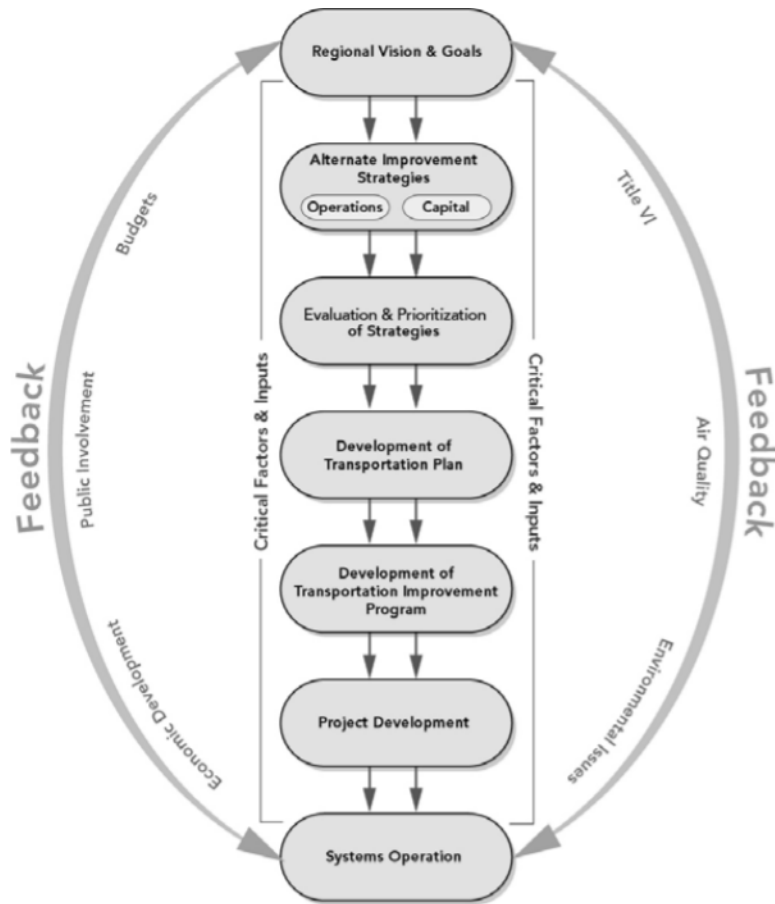 Regional Vision & Goals
Alternate Improvement
Strategies
Operations
Capital
Evaluation & Prioritization
of Strategies
Development of
Transportation Plan
Development of
Transportation Improvement
Program
Project Development
Systems Operation
Critical Factors & Inputs
Critical Factors & Inputs
Feedback
Budgets
Public Involvement
Economic Development
Feedback
Title VI
Air Quality
Environmental Issues